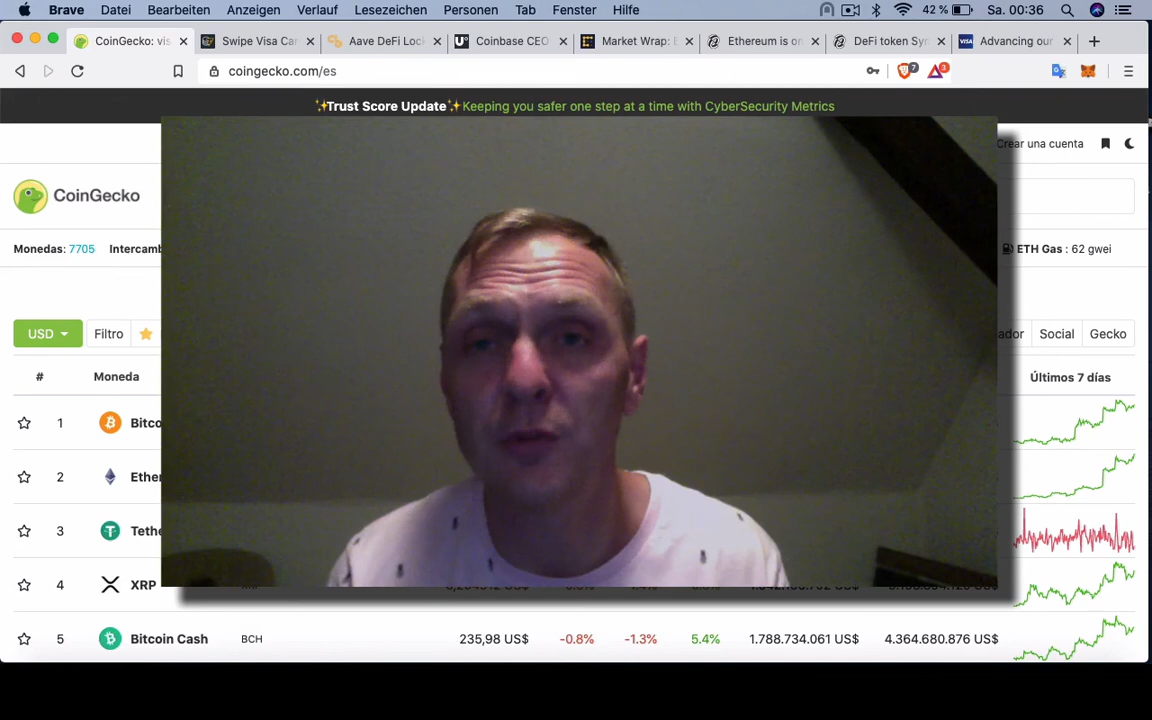 Brave Datei Bearbeiten Anzeigen Verlauf Lesezeichen Personen Tab Fenster Hilfe 42 % Sa. 00:36
CoinGecko: vis Swipe Visa Car Aave DeFi Lock Coinbase CEO Market Wrap: B Ethereum is on DeFi token Syn Advancing our
coingecko.com/es 7 3
✨Trust Score Update✨Keeping you safer one step at a time with CyberSecurity Metrics
Crear una cuenta
CoinGecko
Monedas: 7705 Intercamb ETH Gas : 62 gwei
USD Filtro ador Social Gecko
# Moneda Últimos 7 días
1 Bitco
2 Ether
3 Tethe
4 XRP
5 Bitcoin Cash BCH 235,98 US$ -0.8% -1.3% 5.4% 1.788.734.061 US$ 4.364.680.876 US$